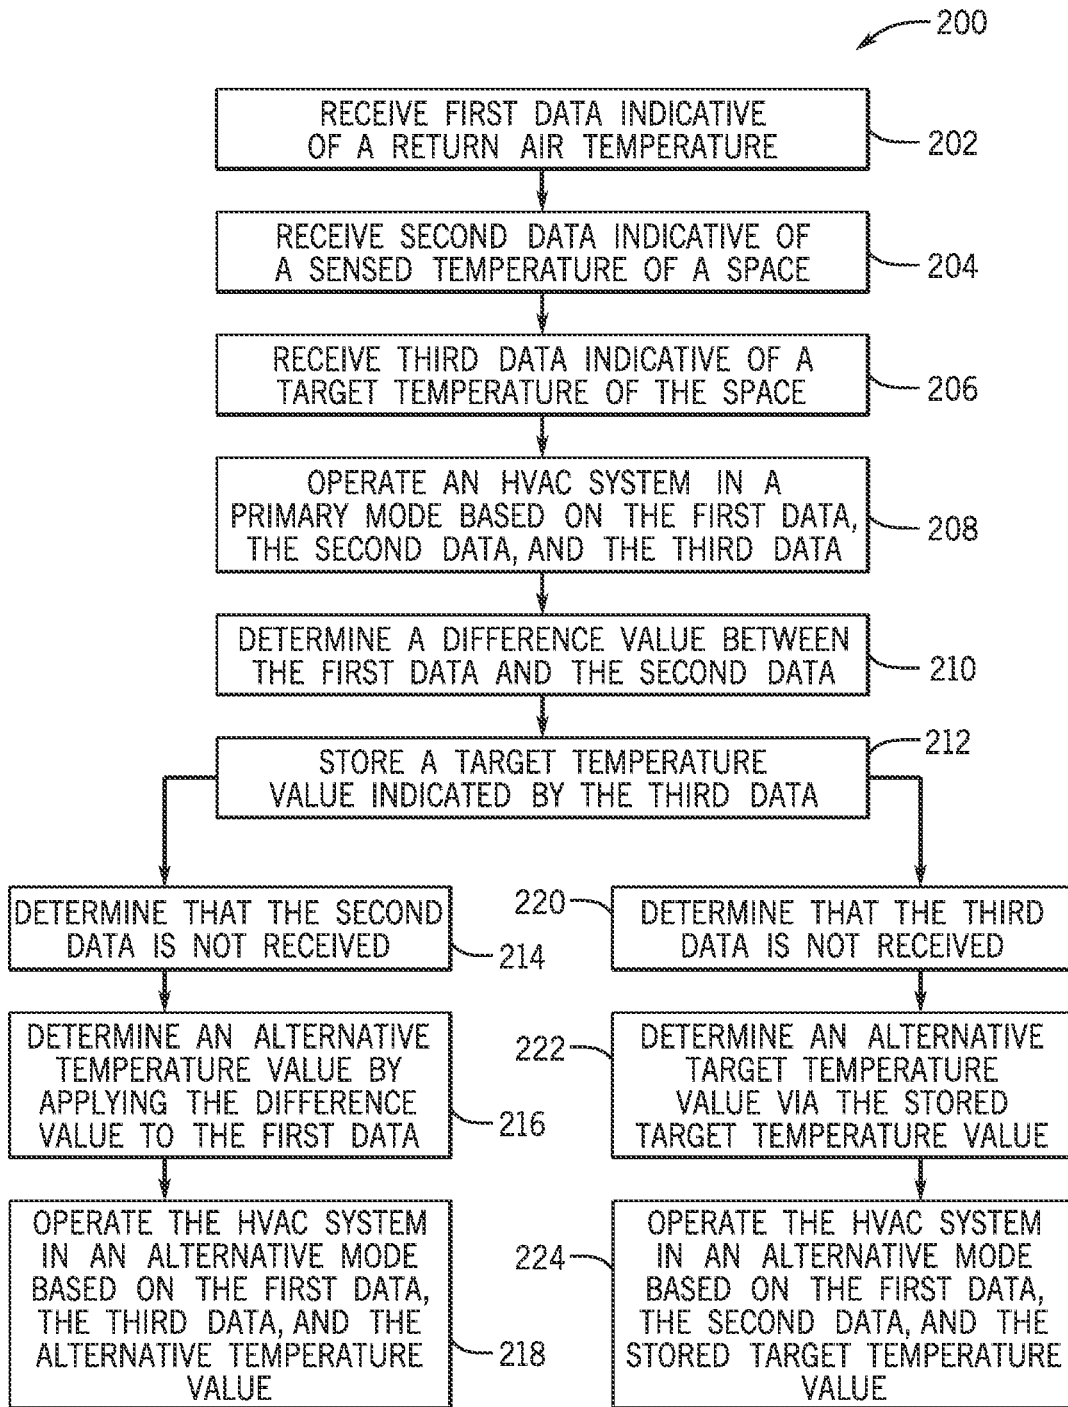 200
RECEIVE FIRST DATA INDICATIVE
OF A RETURN AIR TEMPERATURE
202
RECEIVE SECOND DATA INDICATIVE OF
A SENSED TEMPERATURE OF A SPACE
204
RECEIVE THIRD DATA INDICATIVE OF A
TARGET TEMPERATURE OF THE SPACE
206
OPERATE AN HVAC SYSTEM IN A
PRIMARY MODE BASED ON THE FIRST DATA,
THE SECOND DATA, AND THE THIRD DATA
208
DETERMINE A DIFFERENCE VALUE BETWEEN
THE FIRST DATA AND THE SECOND DATA
210
STORE A TARGET TEMPERATURE
VALUE INDICATED BY THE THIRD DATA
212
DETERMINE THAT THE SECOND
DATA IS NOT RECEIVED
214
DETERMINE AN ALTERNATIVE
TEMPERATURE VALUE BY
APPLYING THE DIFFERENCE
VALUE TO THE FIRST DATA
216
OPERATE THE HVAC SYSTEM
IN AN ALTERNATIVE MODE
BASED ON THE FIRST DATA,
THE THIRD DATA, AND THE
ALTERNATIVE TEMPERATURE
VALUE
218
220
DETERMINE THAT THE THIRD
DATA IS NOT RECEIVED
222
DETERMINE AN ALTERNATIVE
TARGET TEMPERATURE
VALUE VIA THE STORED
TARGET TEMPERATURE VALUE
224
OPERATE THE HVAC SYSTEM
IN AN ALTERNATIVE MODE
BASED ON THE FIRST DATA,
THE SECOND DATA, AND THE
STORED TARGET TEMPERATURE
VALUE